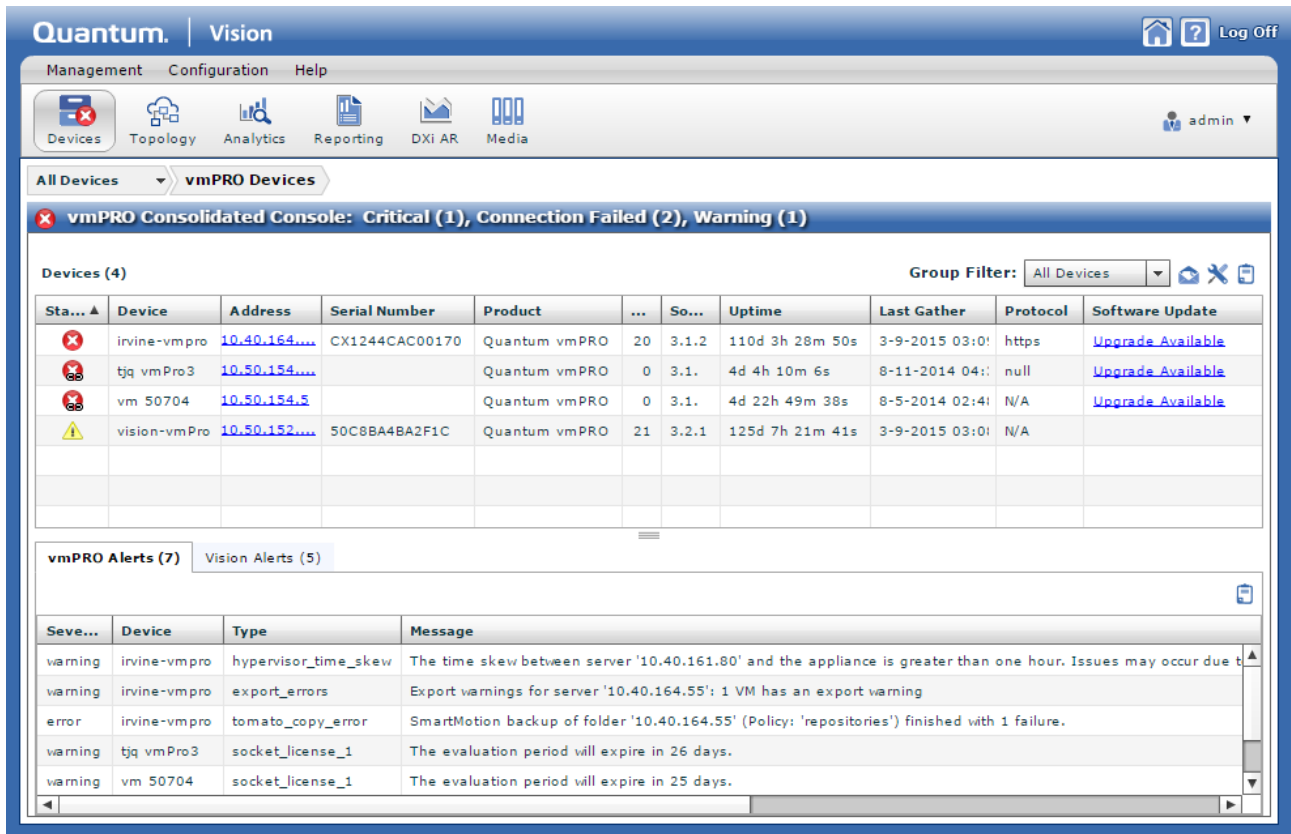 Quantum. | Vision
Log Off
Management Configuration Help
Devices Topology Analytics Reporting DXi AR Media
admin
All Devices vmPRO Devices
vmPRO Consolidated Console: Critical (1), Connection Failed (2), Warning (1)
Devices (4)
Group Filter: All Devices
Sta... Device Address Serial Number Product ... So... Uptime Last Gather Protocol Software Update
irvine-vmpro 10.40.164.... CX1244CAC00170 Quantum vmPRO 20 3.1.2 110d 3h 28m 50s 3-9-2015 03:0 https Upgrade Available
tjq vmPro3 10.50.154.... Quantum vmPRO 0 3.1. 4d 4h 10m 6s 8-11-2014 04: null Upgrade Available
vm 50704 10.50.154.5 Quantum vmPRO 0 3.1. 4d 22h 49m 38s 8-5-2014 02:4 N/A Upgrade Available
vision-vmPro 10.50.152.... 50C8BA4BA2F1C Quantum vmPRO 21 3.2.1 125d 7h 21m 41s 3-9-2015 03:0 N/A
vmPRO Alerts (7) Vision Alerts (5)
Seve... Device Type Message
warning irvine-vmpro hypervisor_time_skew The time skew between server '10.40.161.80' and the appliance is greater than one hour. Issues may occur due t
warning irvine-vmpro export_errors Export warnings for server '10.40.164.55': 1 VM has an export warning
error irvine-vmpro tomato_copy_error SmartMotion backup of folder '10.40.164.55' (Policy: 'repositories') finished with 1 failure.
warning tjq vmPro3 socket_license_1 The evaluation period will expire in 26 days.
warning vm 50704 socket_license_1 The evaluation period will expire in 25 days.